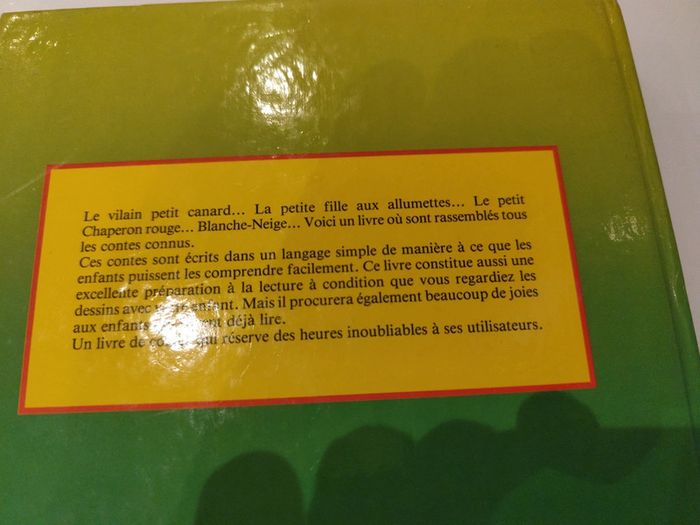 Le vilain petit canard... La petite fille aux allumettes... Le petit
Chaperon rouge... Blanche-Neige... Voici un livre où sont rassemblés tous
les contes connus.
Ces contes sont écrits dans un langage simple de manière à ce que les
enfants puissent les comprendre facilement. Ce livre constitue aussi une
excellente préparation à la lecture à condition que vous regardiez les
dessins avec enfant. Mais il procurera également beaucoup de joies
aux enfants déjà lire.
Un livre de qui réserve des heures inoubliables à ses utilisateurs.